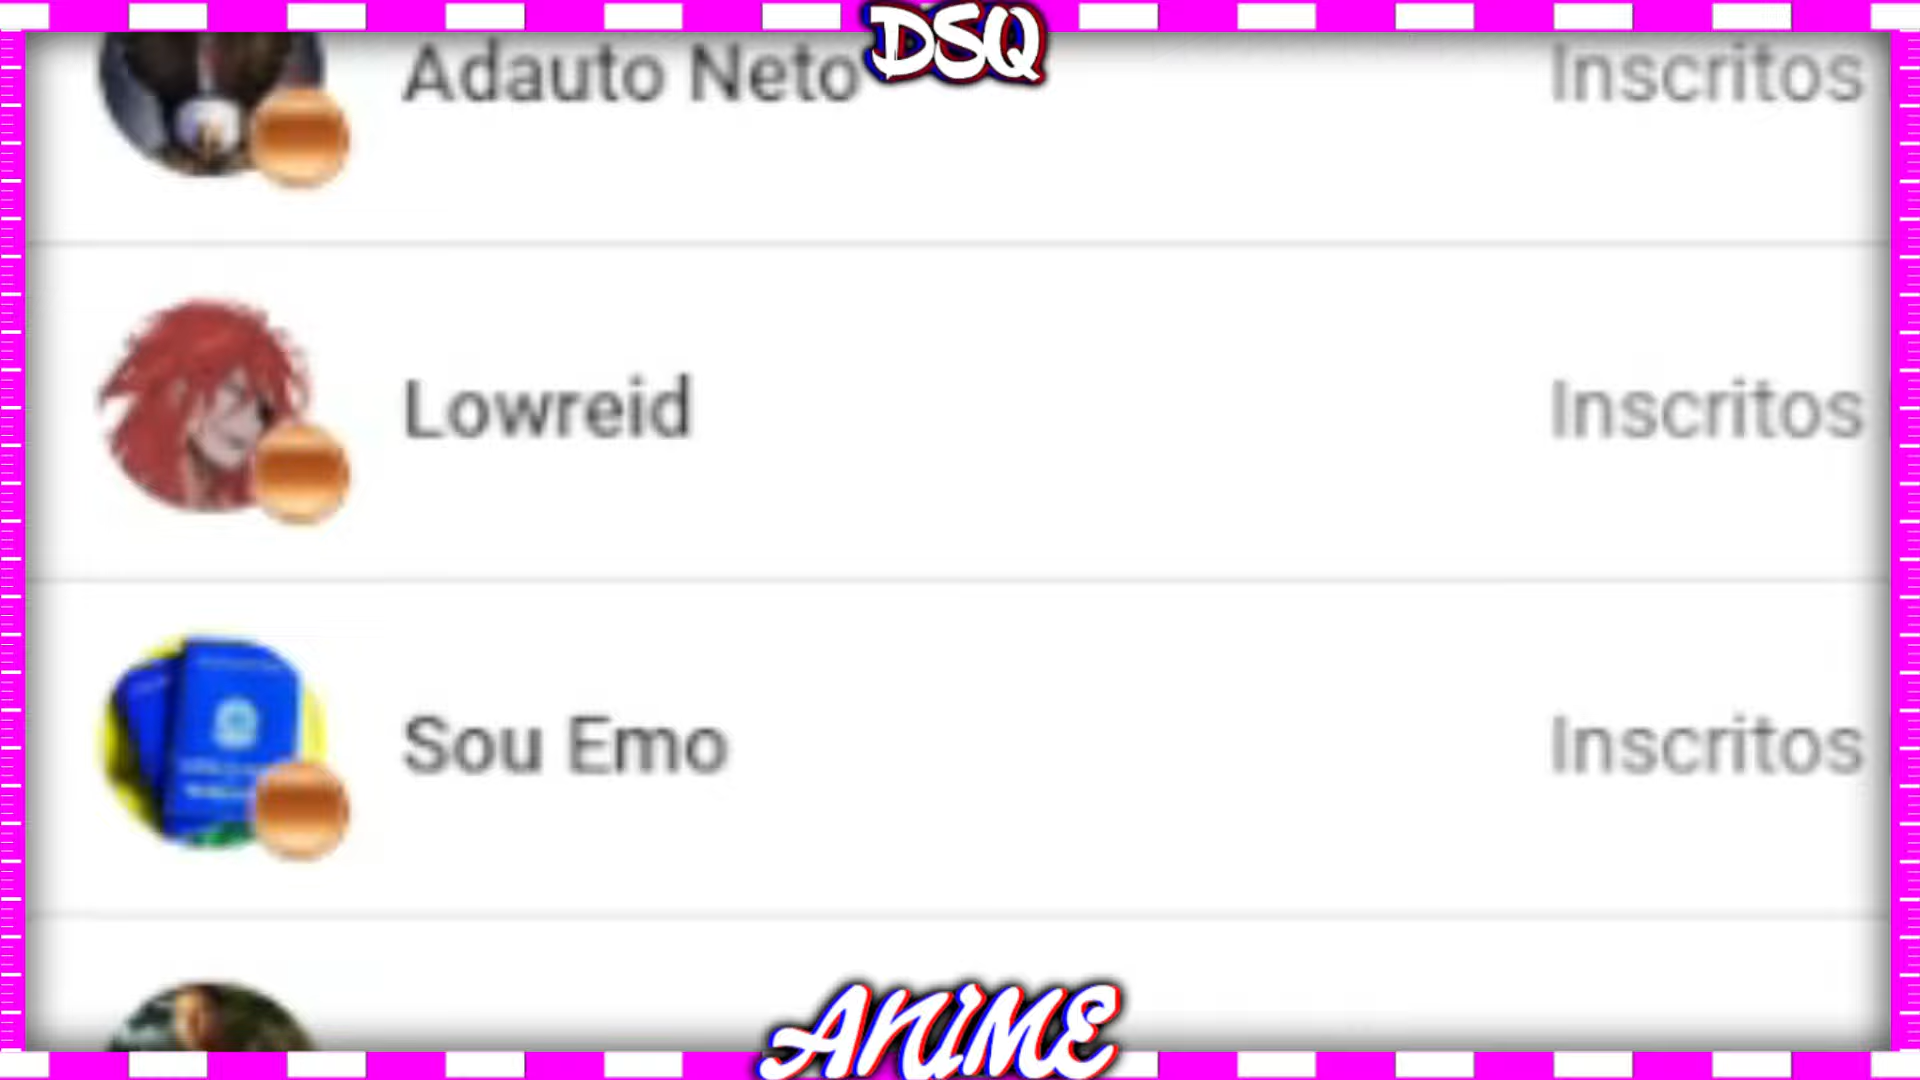 DSQ
Adauto Neto Inscritos
Lowreid Inscritos
Sou Emo Inscritos
ANIME